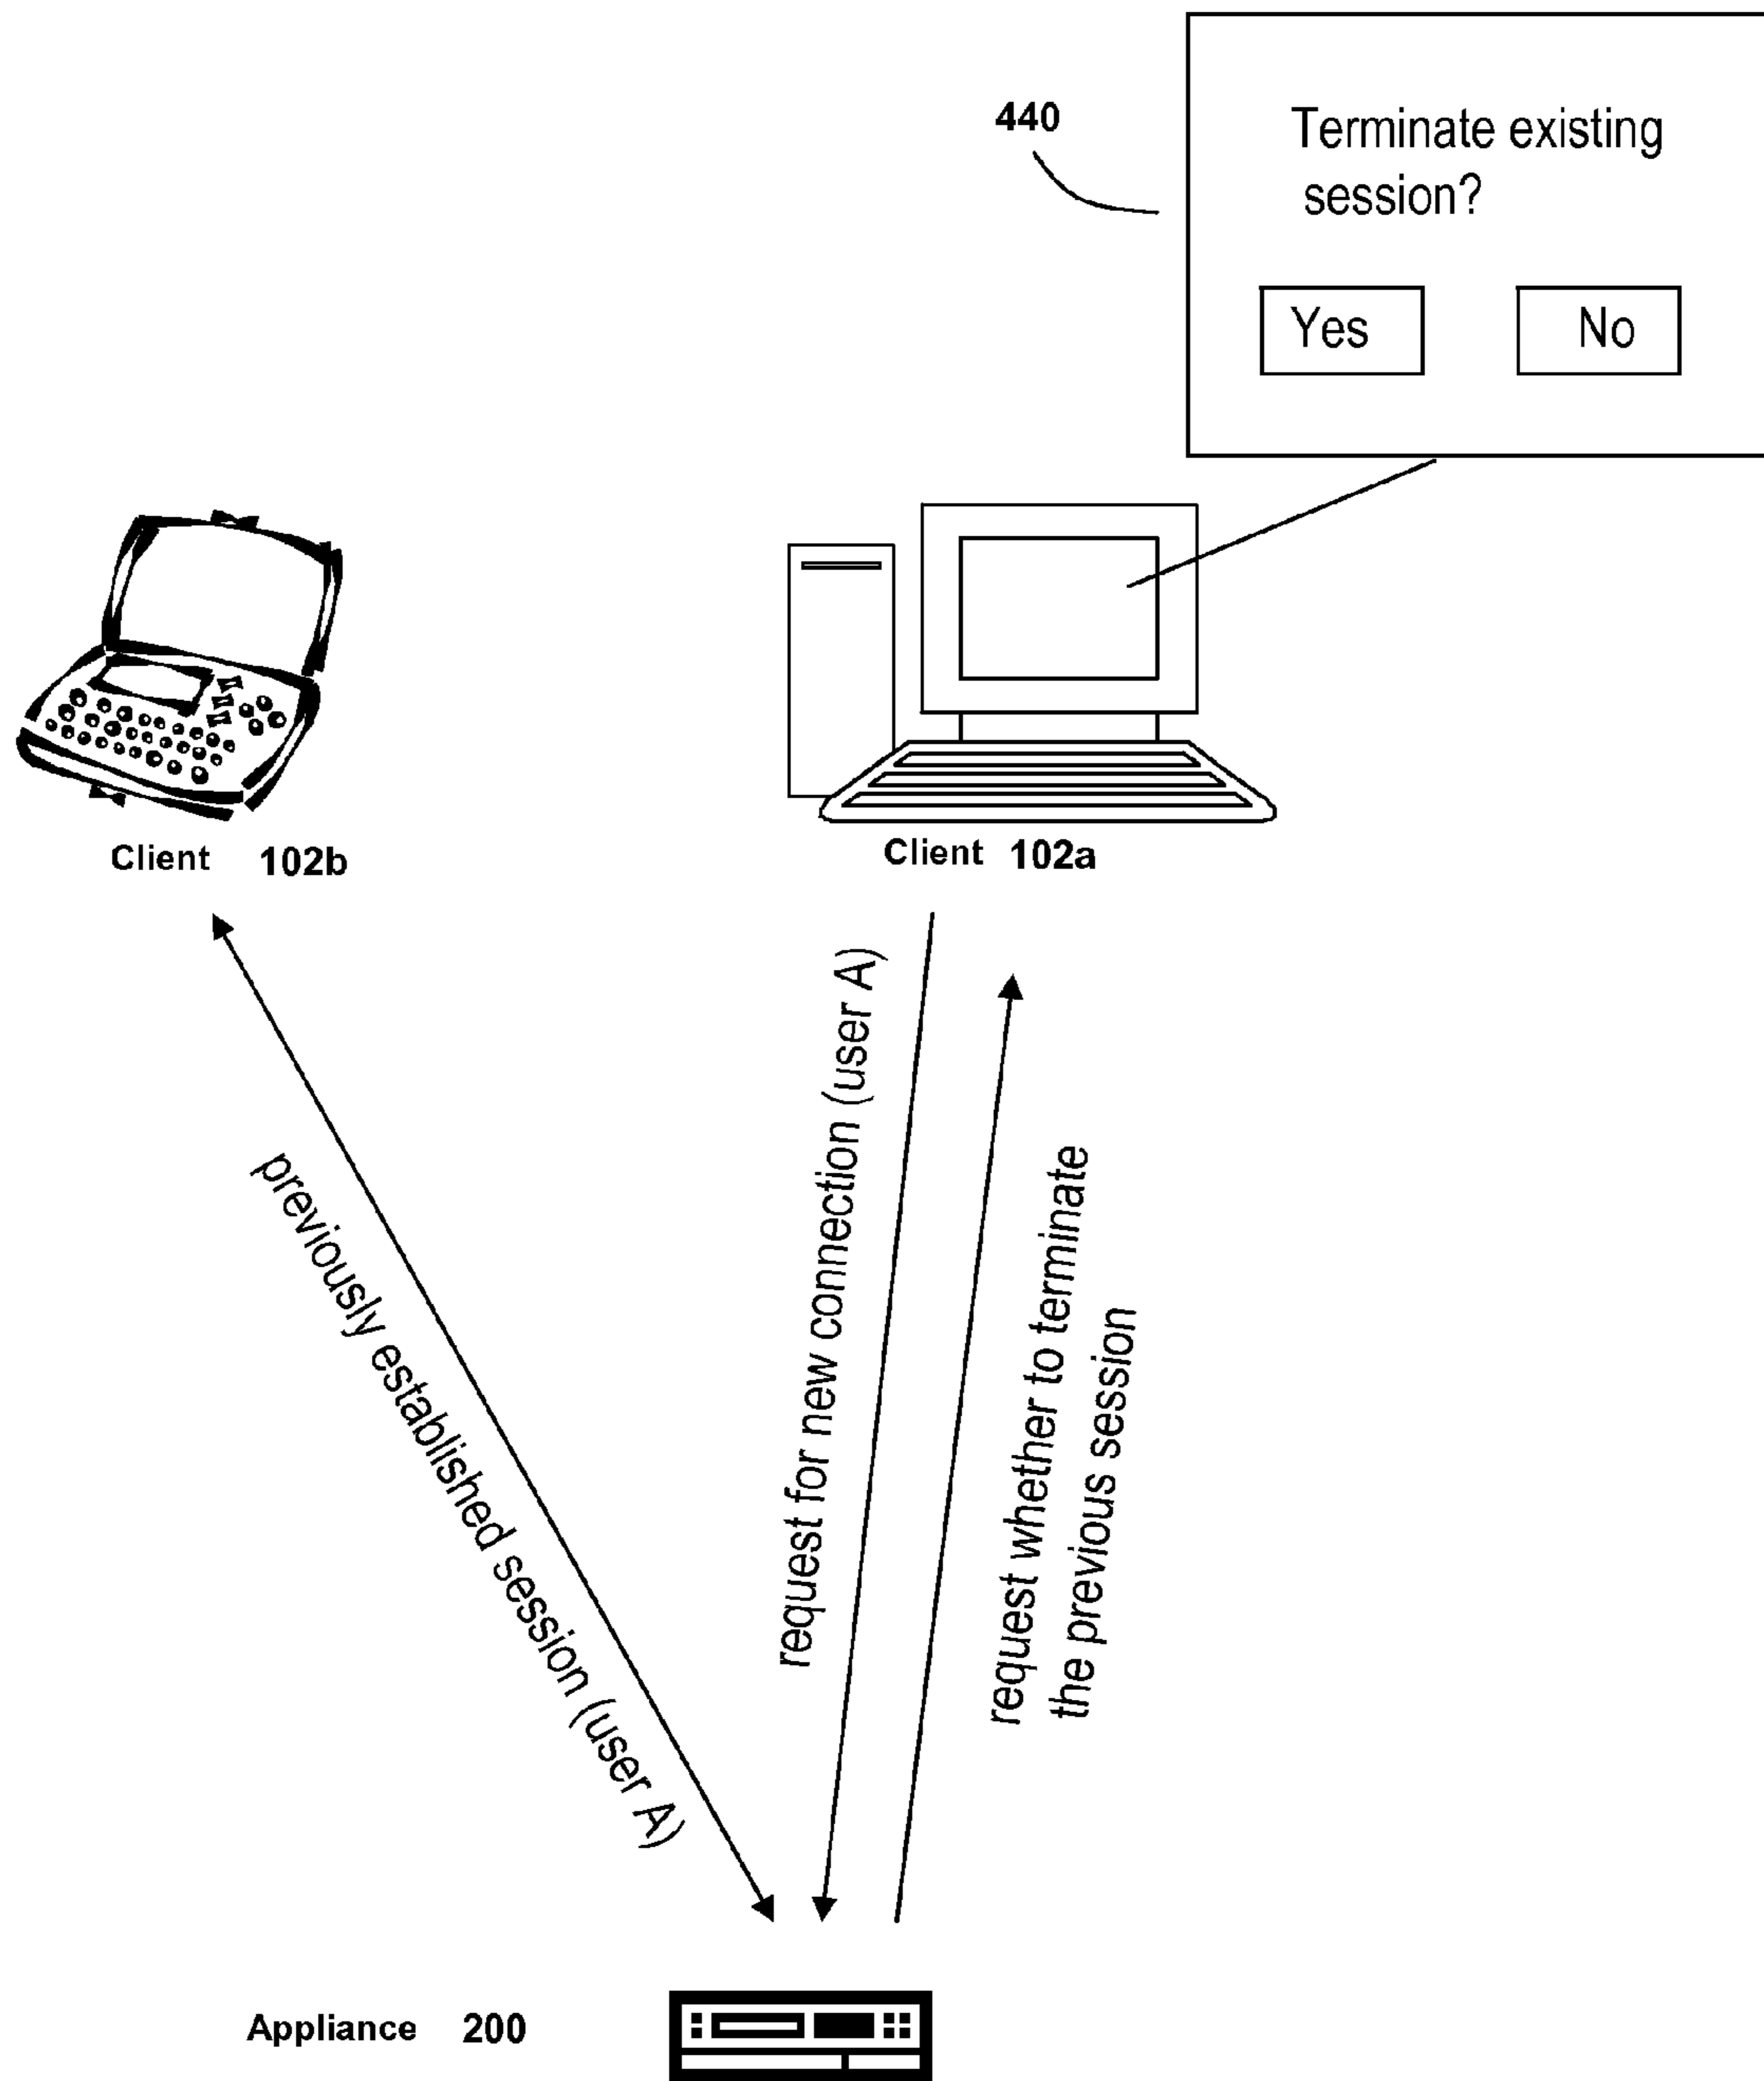 440
Terminate existing
session?
Yes
No
Client 102b
Client 102a
previously established session (user A)
request for new connection (user A)
request whether to terminate
the previous session
Appliance 200